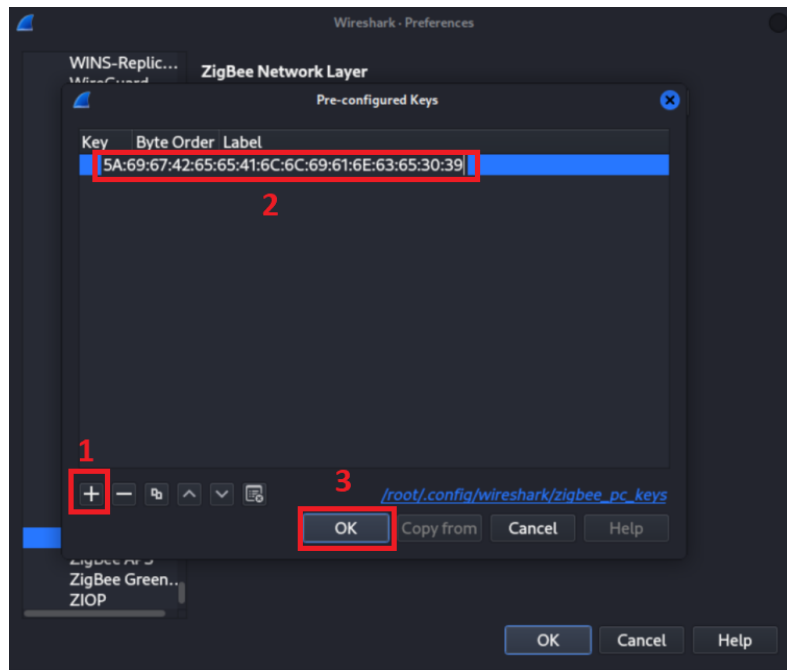 Wireshark · Preferences
WINS-Replic...
ZigBee Network Layer
Pre-configured Keys
Key Byte Order Label
5A:69:67:42:65:65:41:6C:6C:69:61:6E:63:65:30:39
2
1
3
/root/.config/wireshark/zigbee_pc_keys
OK Copy from Cancel Help
ZigBee Green..
ZIOP
OK Cancel Help